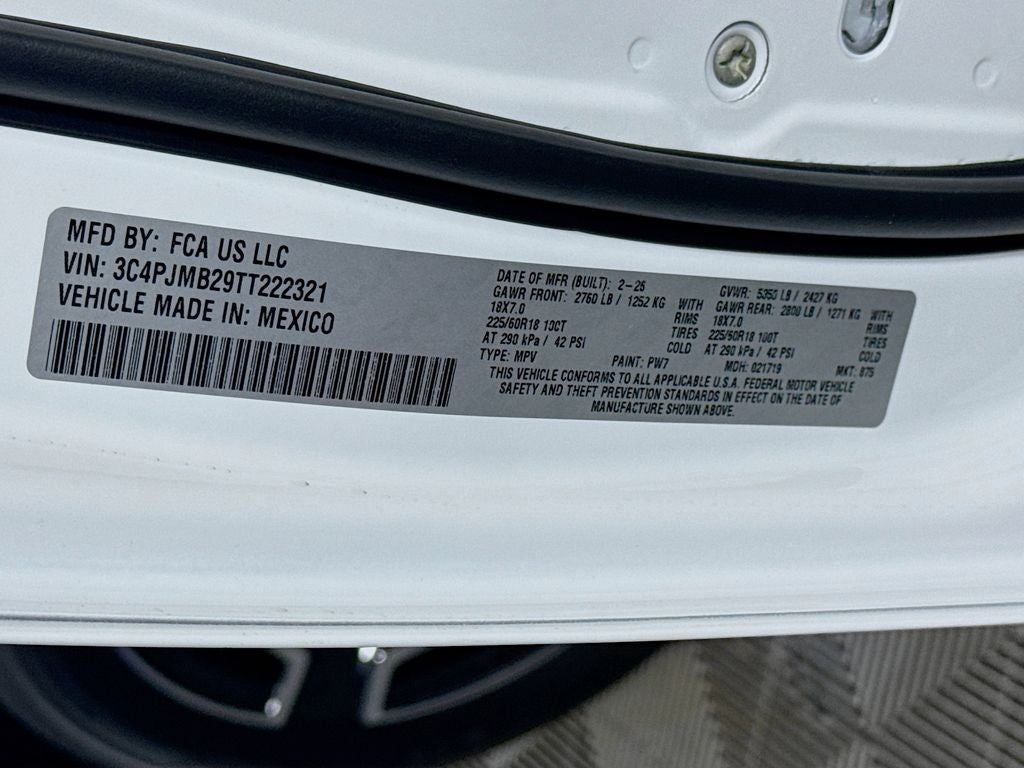 MFD BY: FCA US LLC
VIN: 3C4PJMB29TT222321
VEHICLE MADE IN: MEXICO
DATE OF MFR (BUILT): 2-26
GAWR FRONT: 2760 LB / 1252 KG WITH
18X7.0 RIMS
225/60R18 100T TIRES
AT 290 kPa / 42 PSI COLD
GVWR: 5350 LB / 2427 KG
GAWR REAR: 2800 LB / 1271 KG WITH
18X7.0 RIMS
225/60R18 100T TIRES
AT 290 kPa / 42 PSI COLD
TYPE: MPV PAINT: PW7 MDH: 021719 MKT: 875
THIS VEHICLE CONFORMS TO ALL APPLICABLE U.S.A. FEDERAL MOTOR VEHICLE
SAFETY AND THEFT PREVENTION STANDARDS IN EFFECT ON THE DATE OF
MANUFACTURE SHOWN ABOVE.